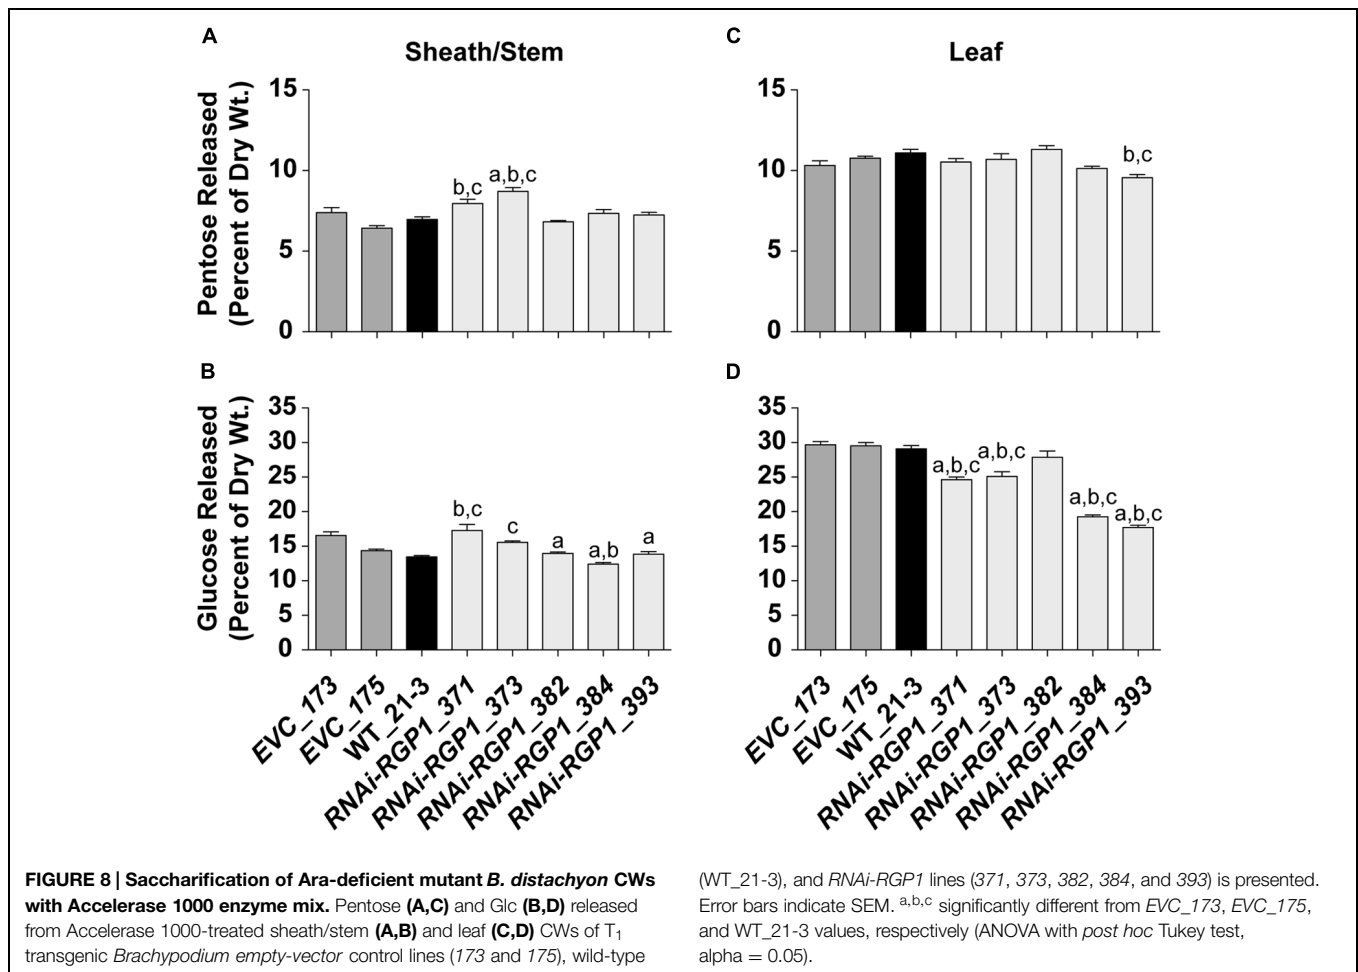 A
Sheath/Stem
Pentose Released
(Percent of Dry Wt.)
15
10
5
0
b,c
a,b,c
C
Leaf
15
10
5
0
b,c
B
Glucose Released
(Percent of Dry Wt.)
35
30
25
20
15
10
5
0
b,c
c
a
a,b
a
EVC_173
EVC_175
WT_21-3
RNAi-RGP1_371
RNAi-RGP1_373
RNAi-RGP1_382
RNAi-RGP1_384
RNAi-RGP1_393
D
35
30
25
20
15
10
5
0
a,b,c
a,b,c
a,b,c
a,b,c
EVC_173
EVC_175
WT_21-3
RNAi-RGP1_371
RNAi-RGP1_373
RNAi-RGP1_382
RNAi-RGP1_384
RNAi-RGP1_393
FIGURE 8 | Saccharification of Ara-deficient mutant B. distachyon CWs
with Accelerase 1000 enzyme mix. Pentose (A,C) and Glc (B,D) released
from Accelerase 1000-treated sheath/stem (A,B) and leaf (C,D) CWs of T1
transgenic Brachypodium empty-vector control lines (173 and 175), wild-type
(WT_21-3), and RNAi-RGP1 lines (371, 373, 382, 384, and 393) is presented.
Error bars indicate SEM. a,b,c significantly different from EVC_173, EVC_175,
and WT_21-3 values, respectively (ANOVA with post hoc Tukey test,
alpha = 0.05).